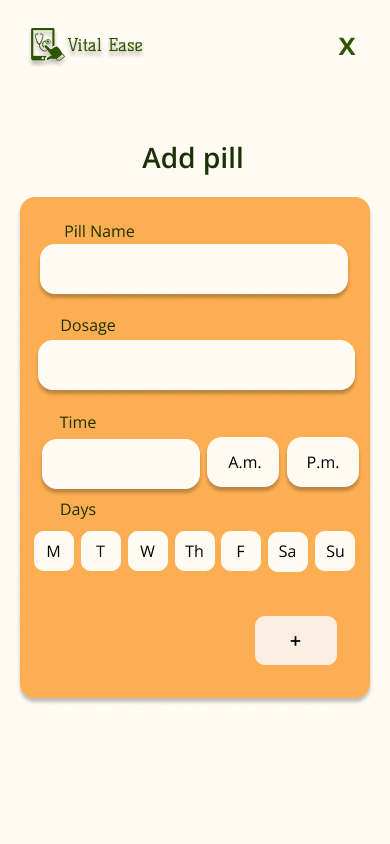 Vital Ease
X
Add pill
Pill Name
Dosage
Time
A.m. P.m.
Days
M T W Th F Sa Su
+